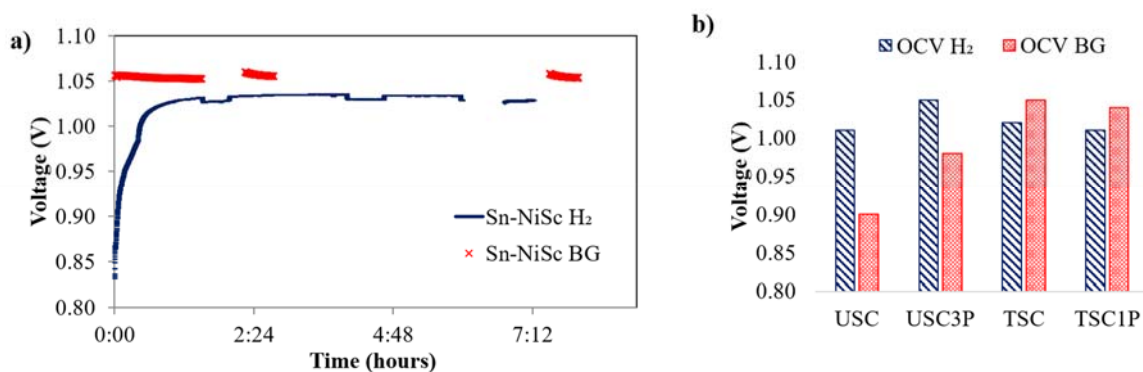 a)
1.10
1.05
1.00
0.95
0.90
0.85
0.80
Voltage (V)
Sn-NiSc H₂
Sn-NiSc BG
0:00 2:24 4:48 7:12
Time (hours)
b)
OCV H₂ OCV BG
1.10
1.05
1.00
0.95
0.90
0.85
0.80
Voltage (V)
USC USC3P TSC TSC1P